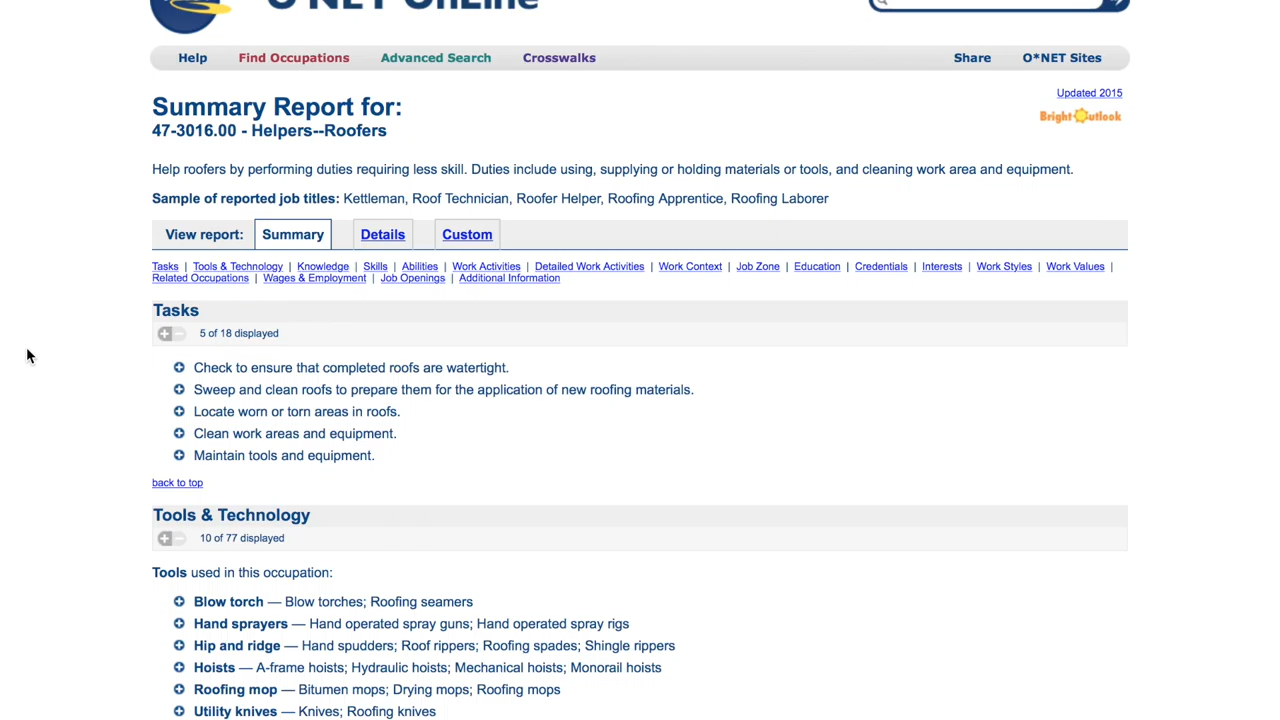 O*NET OnLine
Help Find Occupations Advanced Search Crosswalks Share O*NET Sites
Updated 2015
Summary Report for:
Bright Outlook
47-3016.00 - Helpers--Roofers
Help roofers by performing duties requiring less skill. Duties include using, supplying or holding materials or tools, and cleaning work area and equipment.
Sample of reported job titles: Kettleman, Roof Technician, Roofer Helper, Roofing Apprentice, Roofing Laborer
View report: Summary Details Custom
Tasks | Tools & Technology | Knowledge | Skills | Abilities | Work Activities | Detailed Work Activities | Work Context | Job Zone | Education | Credentials | Interests | Work Styles | Work Values |
Related Occupations | Wages & Employment | Job Openings | Additional Information
Tasks
5 of 18 displayed
Check to ensure that completed roofs are watertight.
Sweep and clean roofs to prepare them for the application of new roofing materials.
Locate worn or torn areas in roofs.
Clean work areas and equipment.
Maintain tools and equipment.
back to top
Tools & Technology
10 of 77 displayed
Tools used in this occupation:
Blow torch — Blow torches; Roofing seamers
Hand sprayers — Hand operated spray guns; Hand operated spray rigs
Hip and ridge — Hand spudders; Roof rippers; Roofing spades; Shingle rippers
Hoists — A-frame hoists; Hydraulic hoists; Mechanical hoists; Monorail hoists
Roofing mop — Bitumen mops; Drying mops; Roofing mops
Utility knives — Knives; Roofing knives